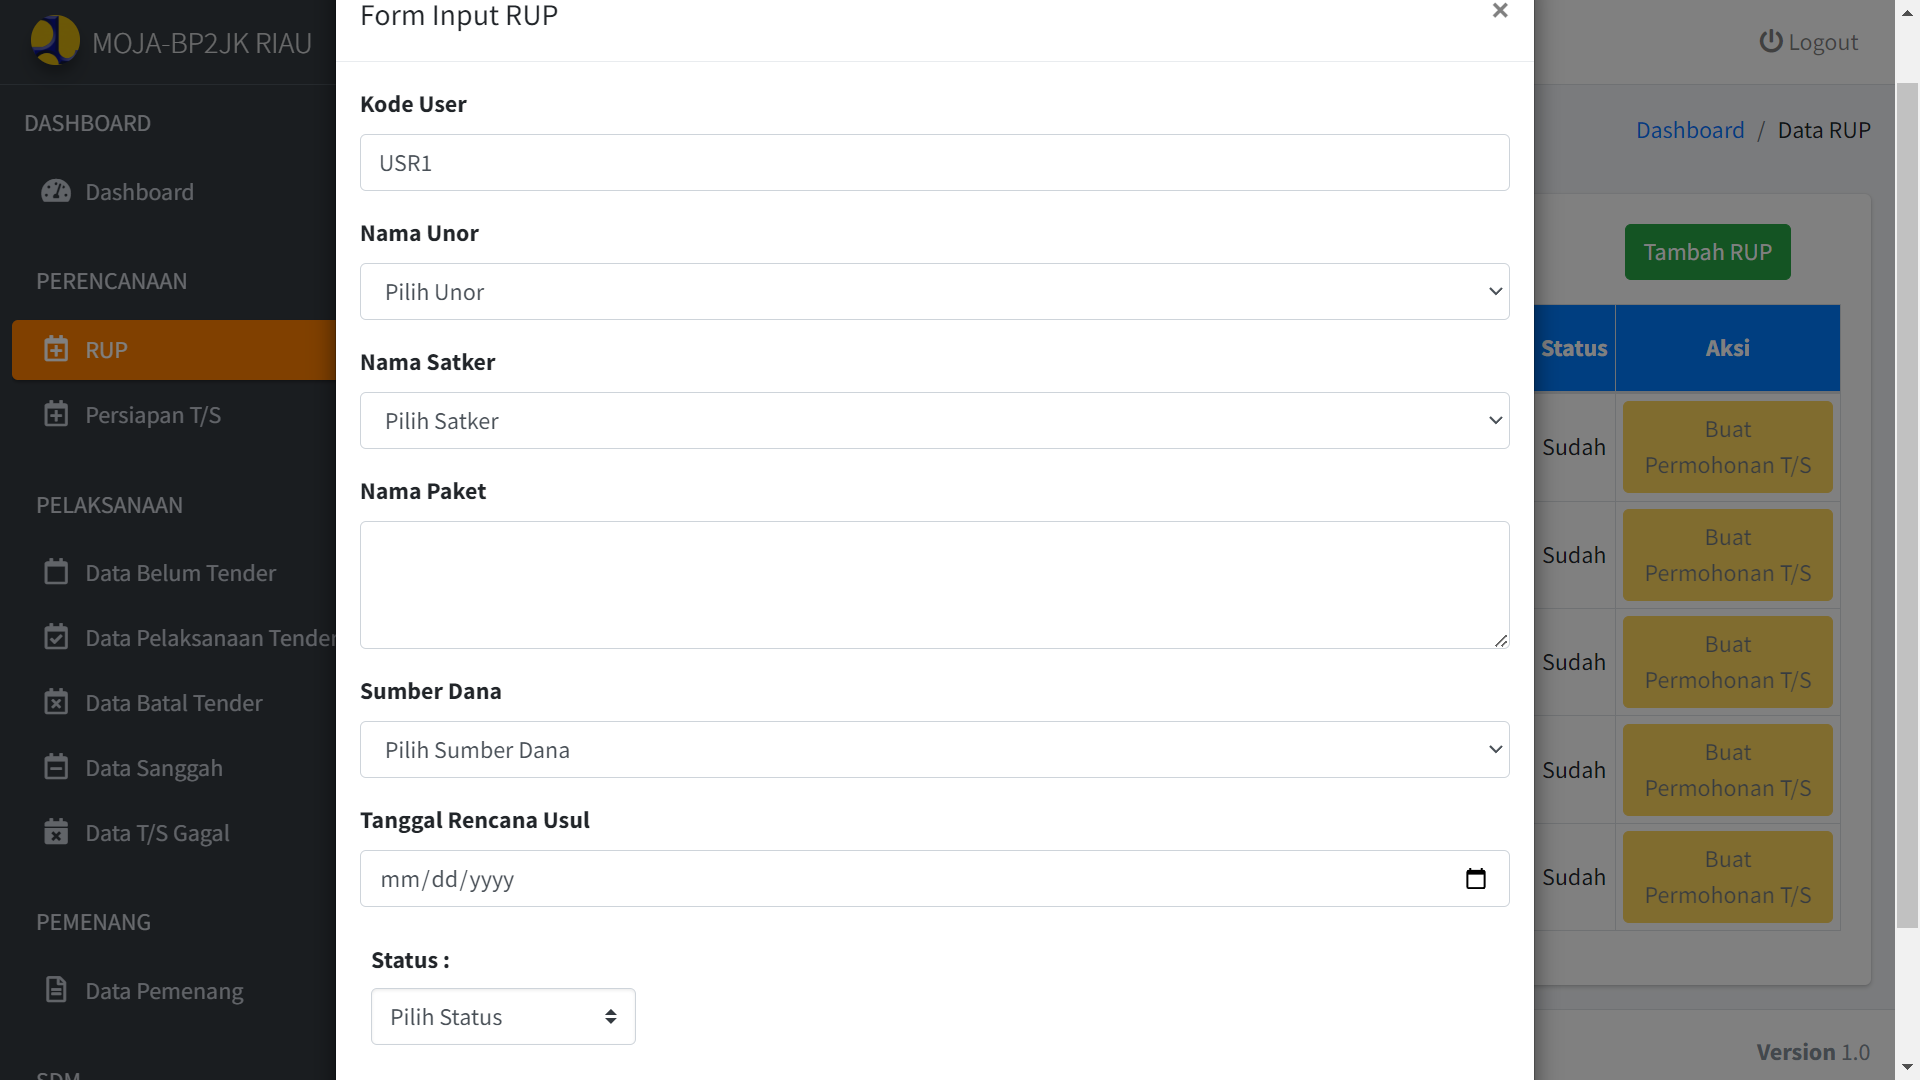 MOJA-BP2JK RIAU
DASHBOARD
Dashboard
PERENCANAAN
RUP
Persiapan T/S
PELAKSANAAN
Data Belum Tender
Data Pelaksanaan Tender
Data Batal Tender
Data Sanggah
Data T/S Gagal
PEMENANG
Data Pemenang
SDM
Form Input RUP
×
Kode User
USR1
Nama Unor
Pilih Unor
Nama Satker
Pilih Satker
Nama Paket
Sumber Dana
Pilih Sumber Dana
Tanggal Rencana Usul
mm/dd/yyyy
Status :
Pilih Status
Logout
Dashboard / Data RUP
Tambah RUP
Status Aksi
Sudah
Buat
Permohonan T/S
Sudah
Buat
Permohonan T/S
Sudah
Buat
Permohonan T/S
Sudah
Buat
Permohonan T/S
Sudah
Buat
Permohonan T/S
Version 1.0